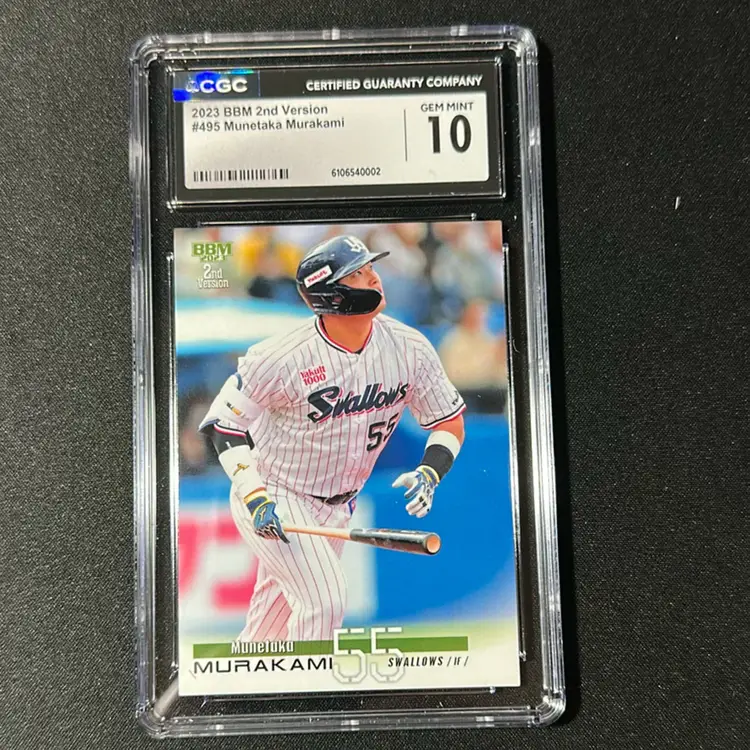 CGC
CERTIFIED GUARANTY COMPANY
2023 BBM 2nd Version
#495 Munetaka Murakami
GEM MINT
10
6106540002
BBM
2023
2nd
Version
Yakult
Yakult
1000
Swallows
55
Munetaka
MURAKAMI
55
SWALLOWS / IF /